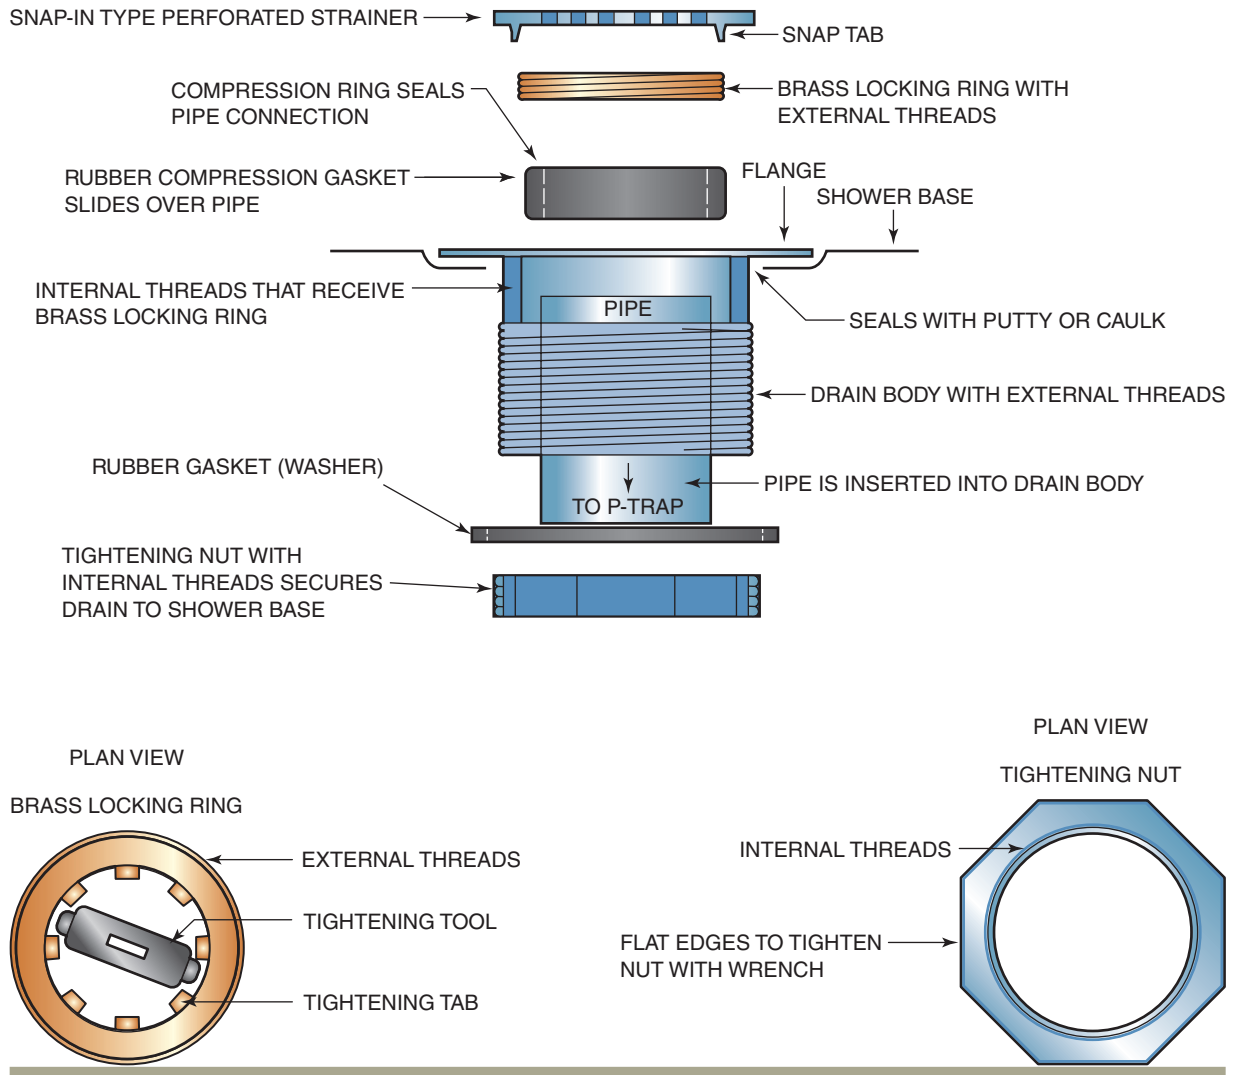 SNAP-IN TYPE PERFORATED STRAINER
SNAP TAB
COMPRESSION RING SEALS
PIPE CONNECTION
BRASS LOCKING RING WITH
EXTERNAL THREADS
RUBBER COMPRESSION GASKET
SLIDES OVER PIPE
FLANGE
SHOWER BASE
INTERNAL THREADS THAT RECEIVE
BRASS LOCKING RING
PIPE
SEALS WITH PUTTY OR CAULK
DRAIN BODY WITH EXTERNAL THREADS
RUBBER GASKET (WASHER)
PIPE IS INSERTED INTO DRAIN BODY
TO P-TRAP
TIGHTENING NUT WITH
INTERNAL THREADS SECURES
DRAIN TO SHOWER BASE
PLAN VIEW
BRASS LOCKING RING
EXTERNAL THREADS
TIGHTENING TOOL
TIGHTENING TAB
PLAN VIEW
TIGHTENING NUT
INTERNAL THREADS
FLAT EDGES TO TIGHTEN
NUT WITH WRENCH